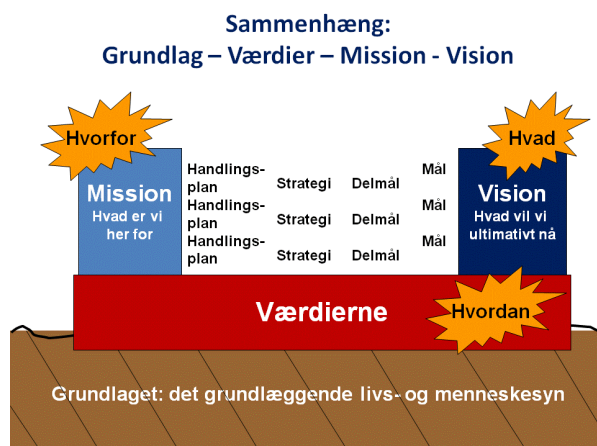 Sammenhæng:
Grundlag – Værdier – Mission - Vision
Hvorfor
Hvad
Mission
Hvad er vi
her for
Handlings-
plan
Strategi
Delmål
Mål
Handlings-
plan
Strategi
Delmål
Mål
Handlings-
plan
Strategi
Delmål
Mål
Vision
Hvad vil vi
ultimativt nå
Værdierne
Hvordan
Grundlaget: det grundlæggende livs- og menneskesyn